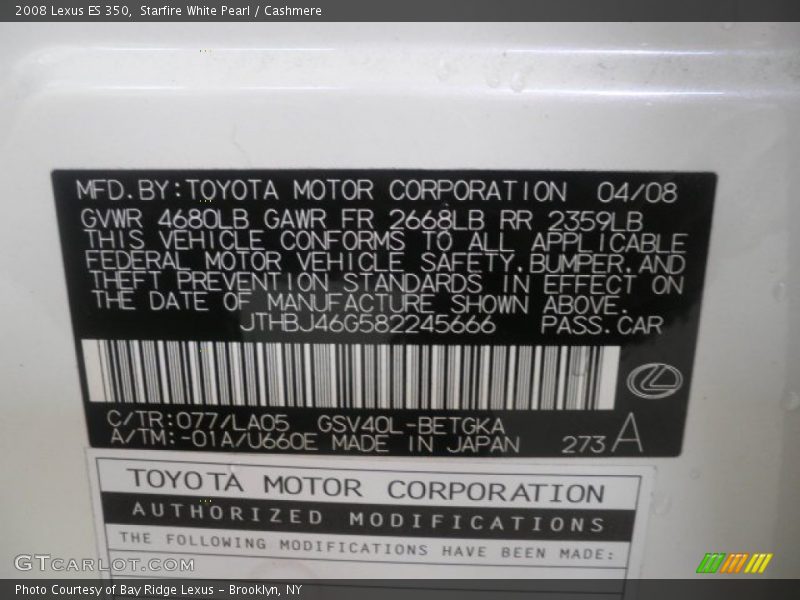 2008 Lexus ES 350, Starfire White Pearl / Cashmere
MFD.BY:TOYOTA MOTOR CORPORATION 04/08
GVWR 4680LB GAWR FR 2668LB RR 2359LB
THIS VEHICLE CONFORMS TO ALL APPLICABLE
FEDERAL MOTOR VEHICLE SAFETY,BUMPER,AND
THEFT PREVENTION STANDARDS IN EFFECT ON
THE DATE OF MANUFACTURE SHOWN ABOVE.
JTHBJ46G582245666 PASS.CAR
C/TR:077/LA05 GSV40L-BETGKA
A/TM:-01A/U660E MADE IN JAPAN 273 A
TOYOTA MOTOR CORPORATION
AUTHORIZED MODIFICATIONS
THE FOLLOWING MODIFICATIONS HAVE BEEN MADE:
GTcarlot.com
Photo Courtesy of Bay Ridge Lexus - Brooklyn, NY